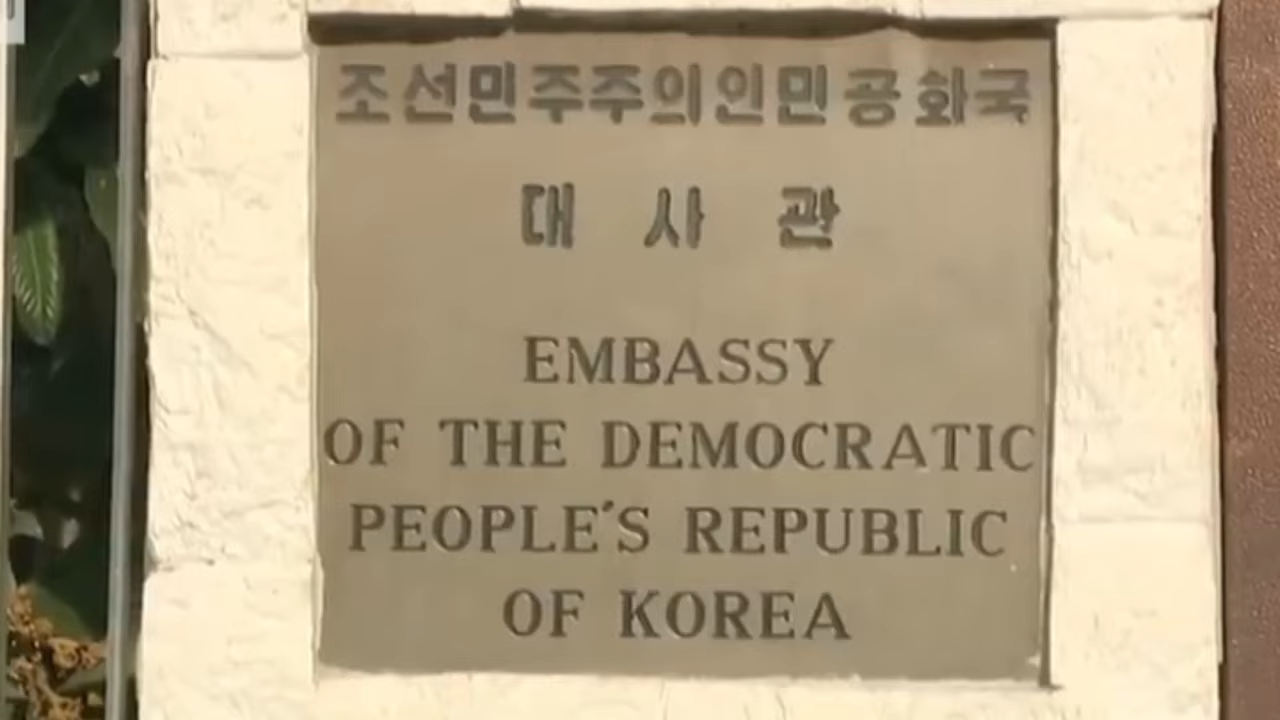 조선민주주의인민공화국
대사관
EMBASSY
OF THE DEMOCRATIC
PEOPLE'S REPUBLIC
OF KOREA